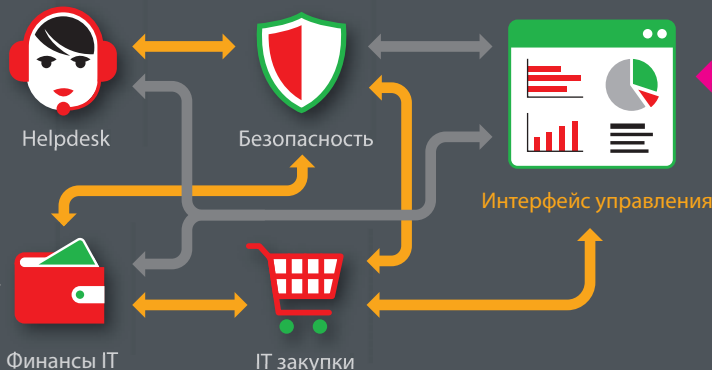 Helpdesk
Безопасность
Интерфейс управления
Финансы IT
IT закупки